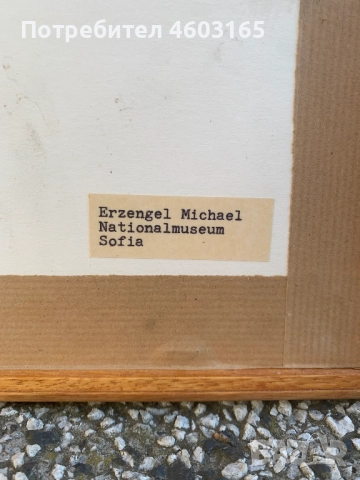 Потребител 4603165
Erzengel Michael
Nationalmuseum
Sofia